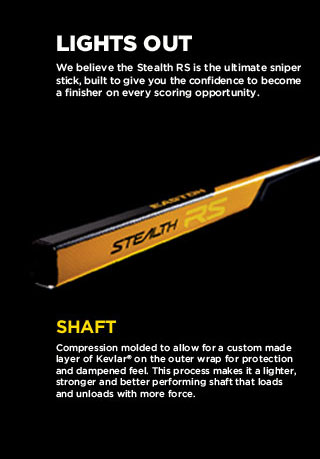 LIGHTS OUT
We believe the Stealth RS is the ultimate sniper
stick, built to give you the confidence to become
a finisher on every scoring opportunity.
EASTON
STEALTH RS
SHAFT
Compression molded to allow for a custom made
layer of Kevlar® on the outer wrap for protection
and dampened feel. This process makes it a lighter,
stronger and better performing shaft that loads
and unloads with more force.